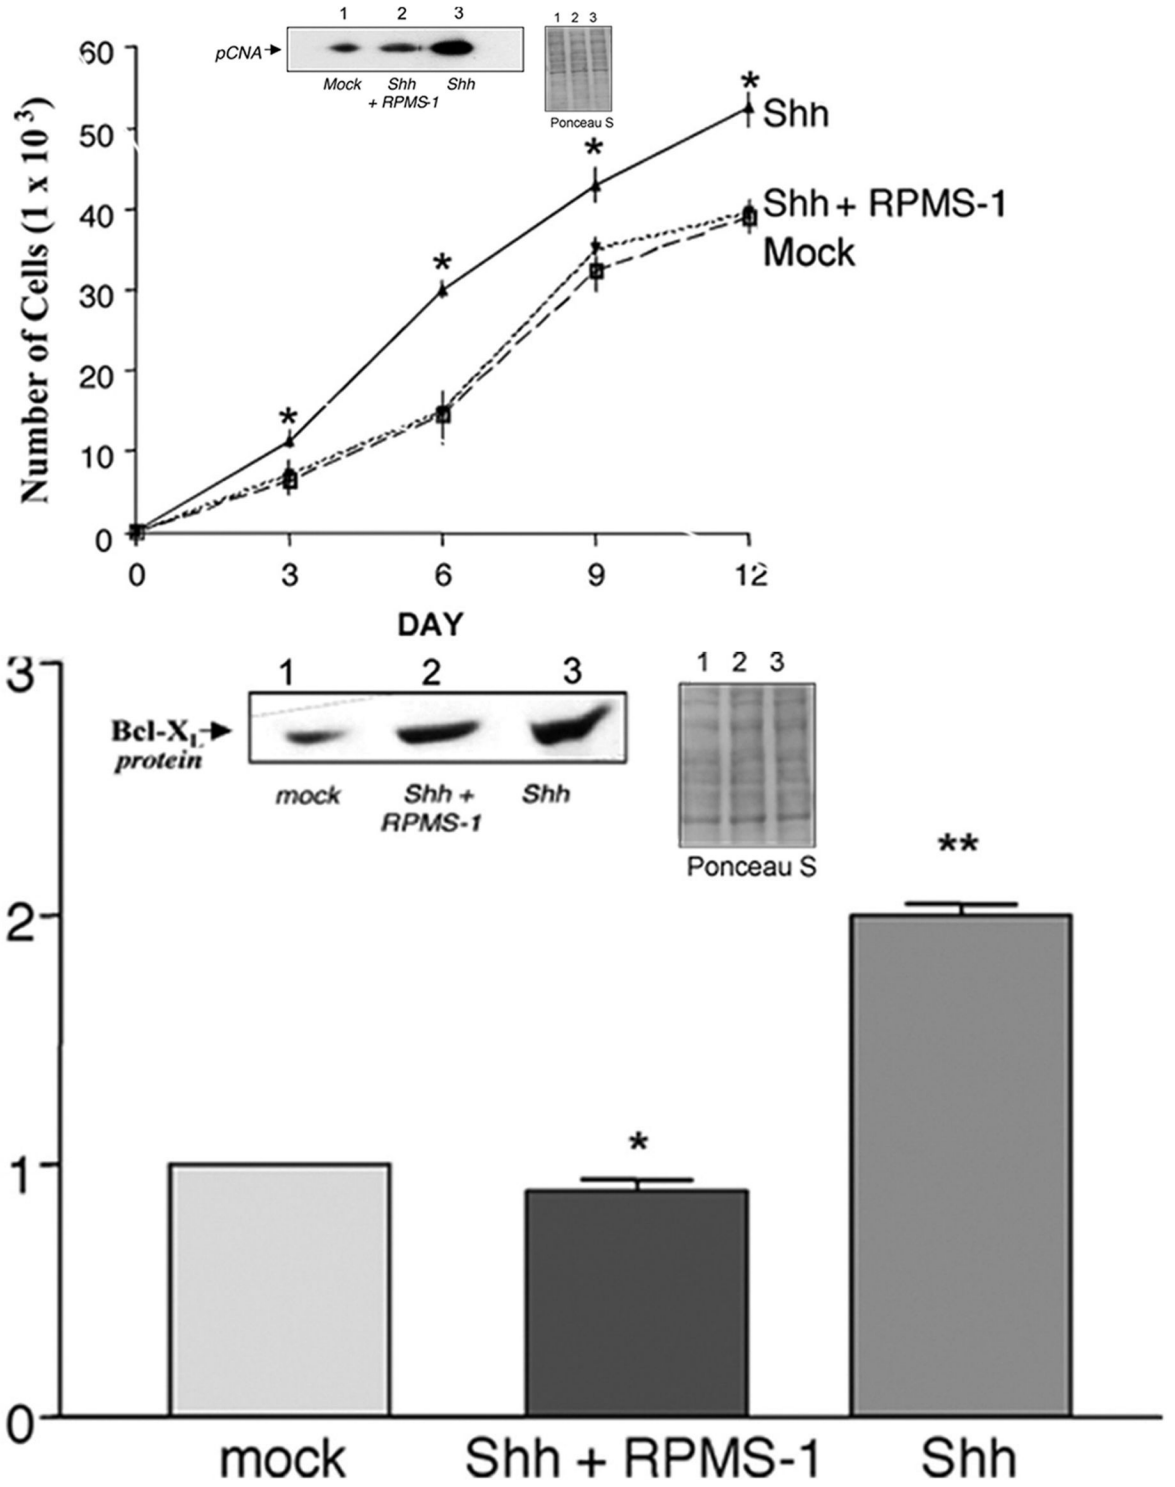 1 2 3
pCNA
Mock Shh Shh
+ RPMS-1
1 2 3
Ponceau S
Number of Cells (1 x 10³)
60
50
40
30
20
10
0
0 3 6 9 12
DAY
*
*
*
*
Shh
Shh + RPMS-1
Mock
3
2
1
0
1 2 3
Bcl-XL
protein
mock Shh + Shh
RPMS-1
1 2 3
Ponceau S
*
**
mock Shh + RPMS-1 Shh